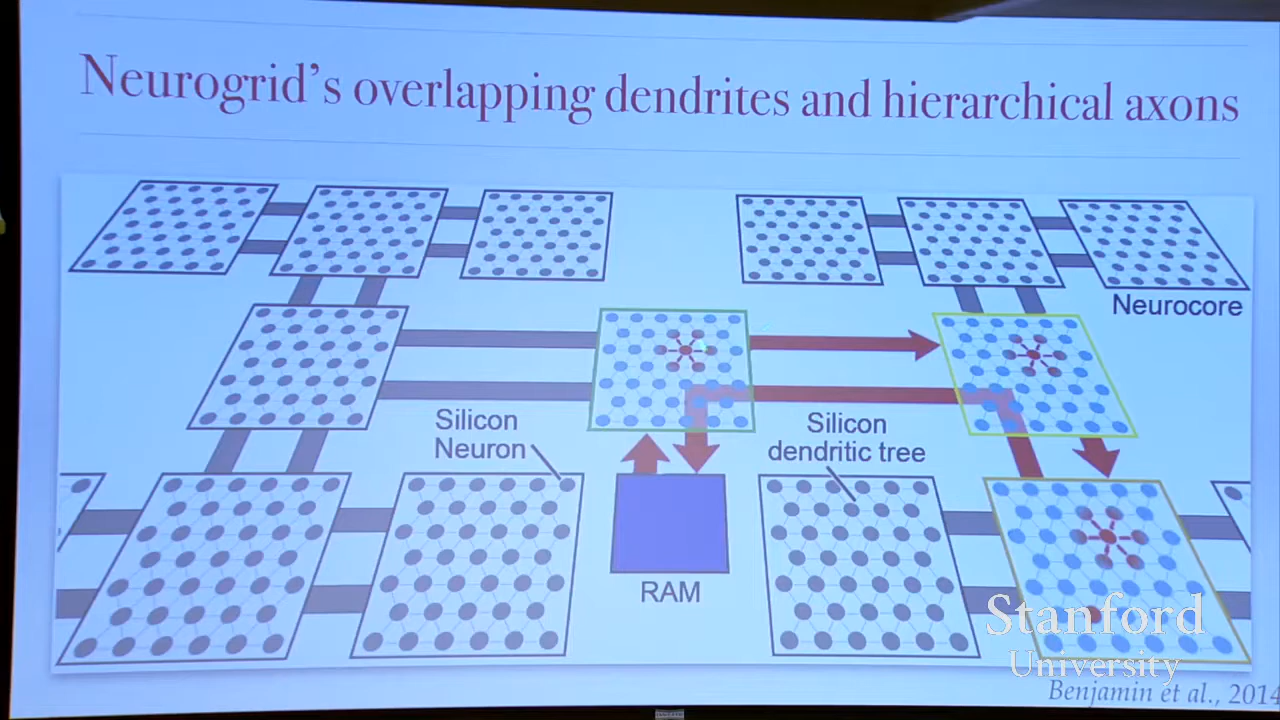 Neurogrid's overlapping dendrites and hierarchical axons
Neurocore
Silicon
Neuron
Silicon
dendritic tree
RAM
Stanford
University
Benjamin et al., 2014